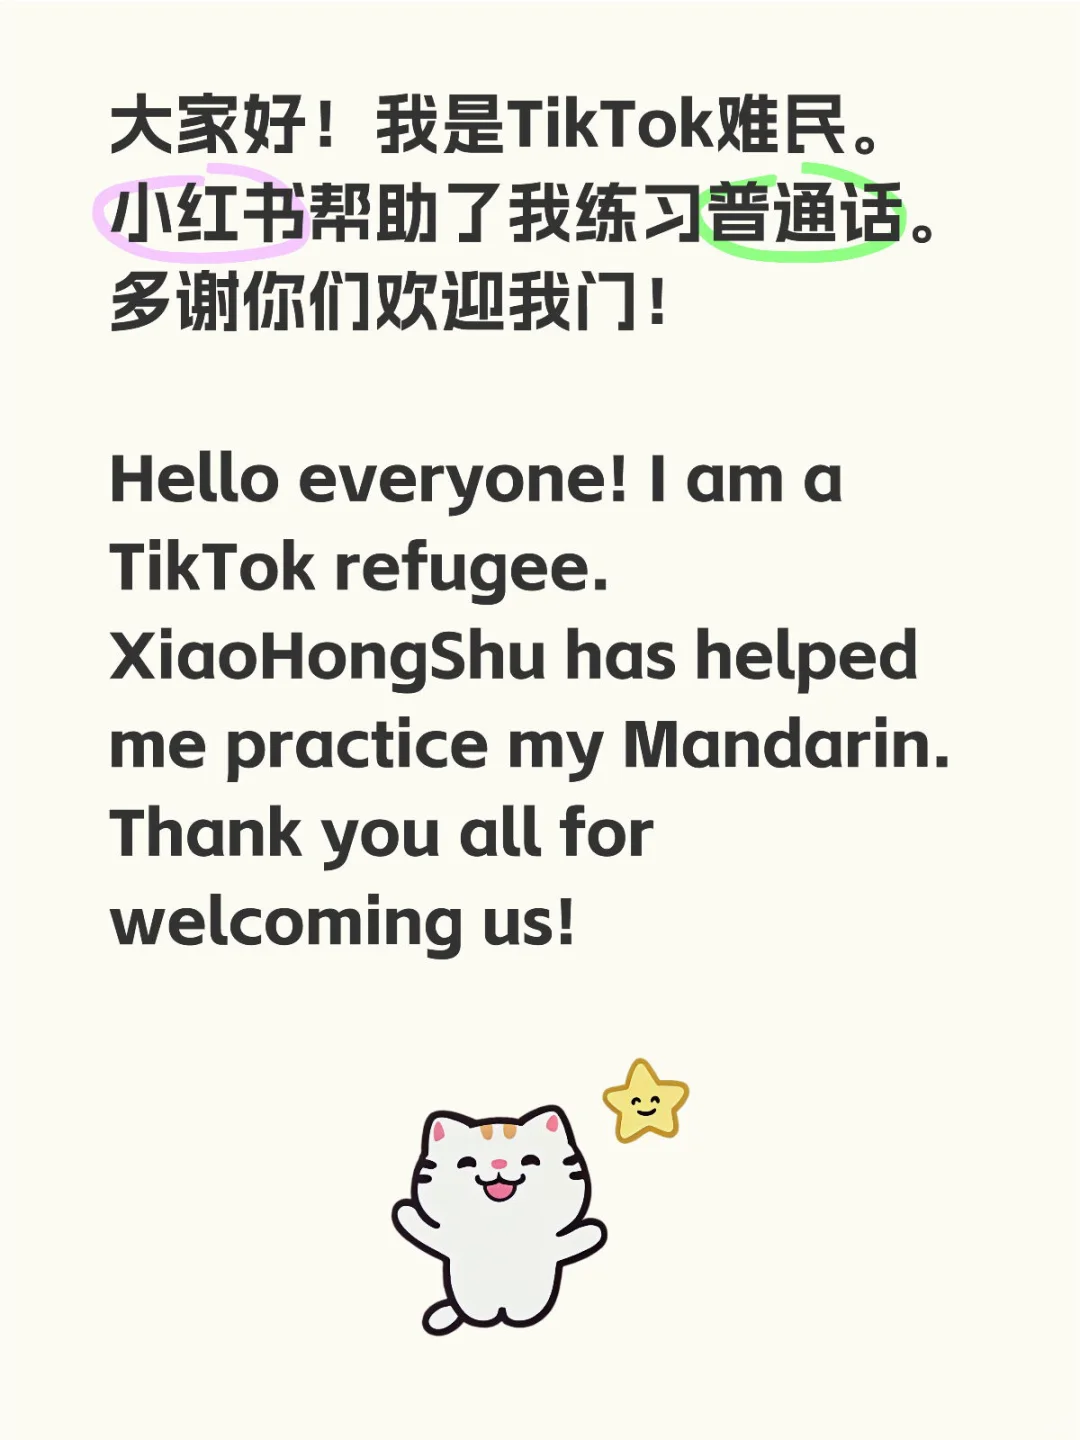 大家好！我是TikTok难民。
小红书帮助了我练习普通话。
多谢你们欢迎我门！
Hello everyone! I am a
TikTok refugee.
XiaoHongShu has helped
me practice my Mandarin.
Thank you all for
welcoming us!